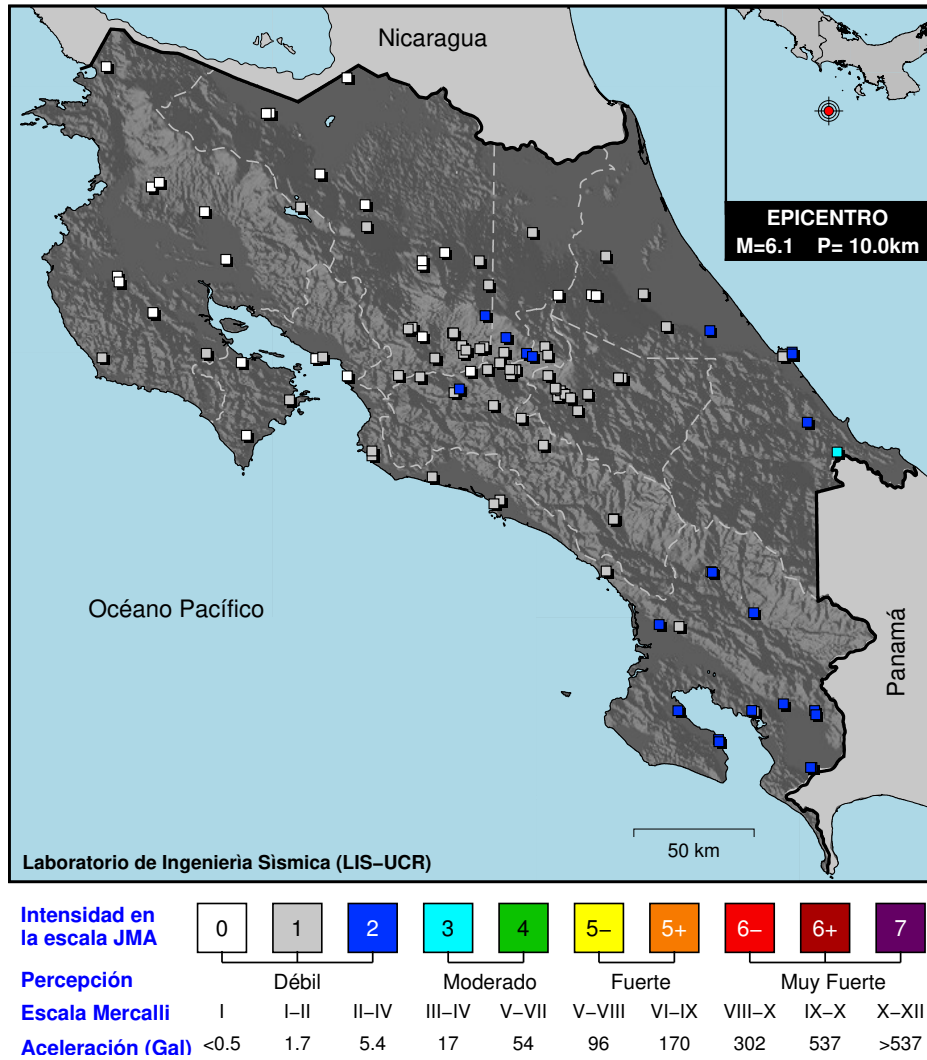 Nicaragua
EPICENTRO
M=6.1 P= 10.0km
Océano Pacífico
Panamá
50 km
Laboratorio de Ingenierìa Sìsmica (LIS−UCR)
Intensidad en
la escala JMA
0 1 2 3 4 5− 5+ 6− 6+ 7
Percepción Débil Moderado Fuerte Muy Fuerte
Escala Mercalli I I−II II−IV III−IV V−VII V−VIII VI−IX VIII−X IX−X X−XII
Aceleración (Gal) <0.5 1.7 5.4 17 54 96 170 302 537 >537